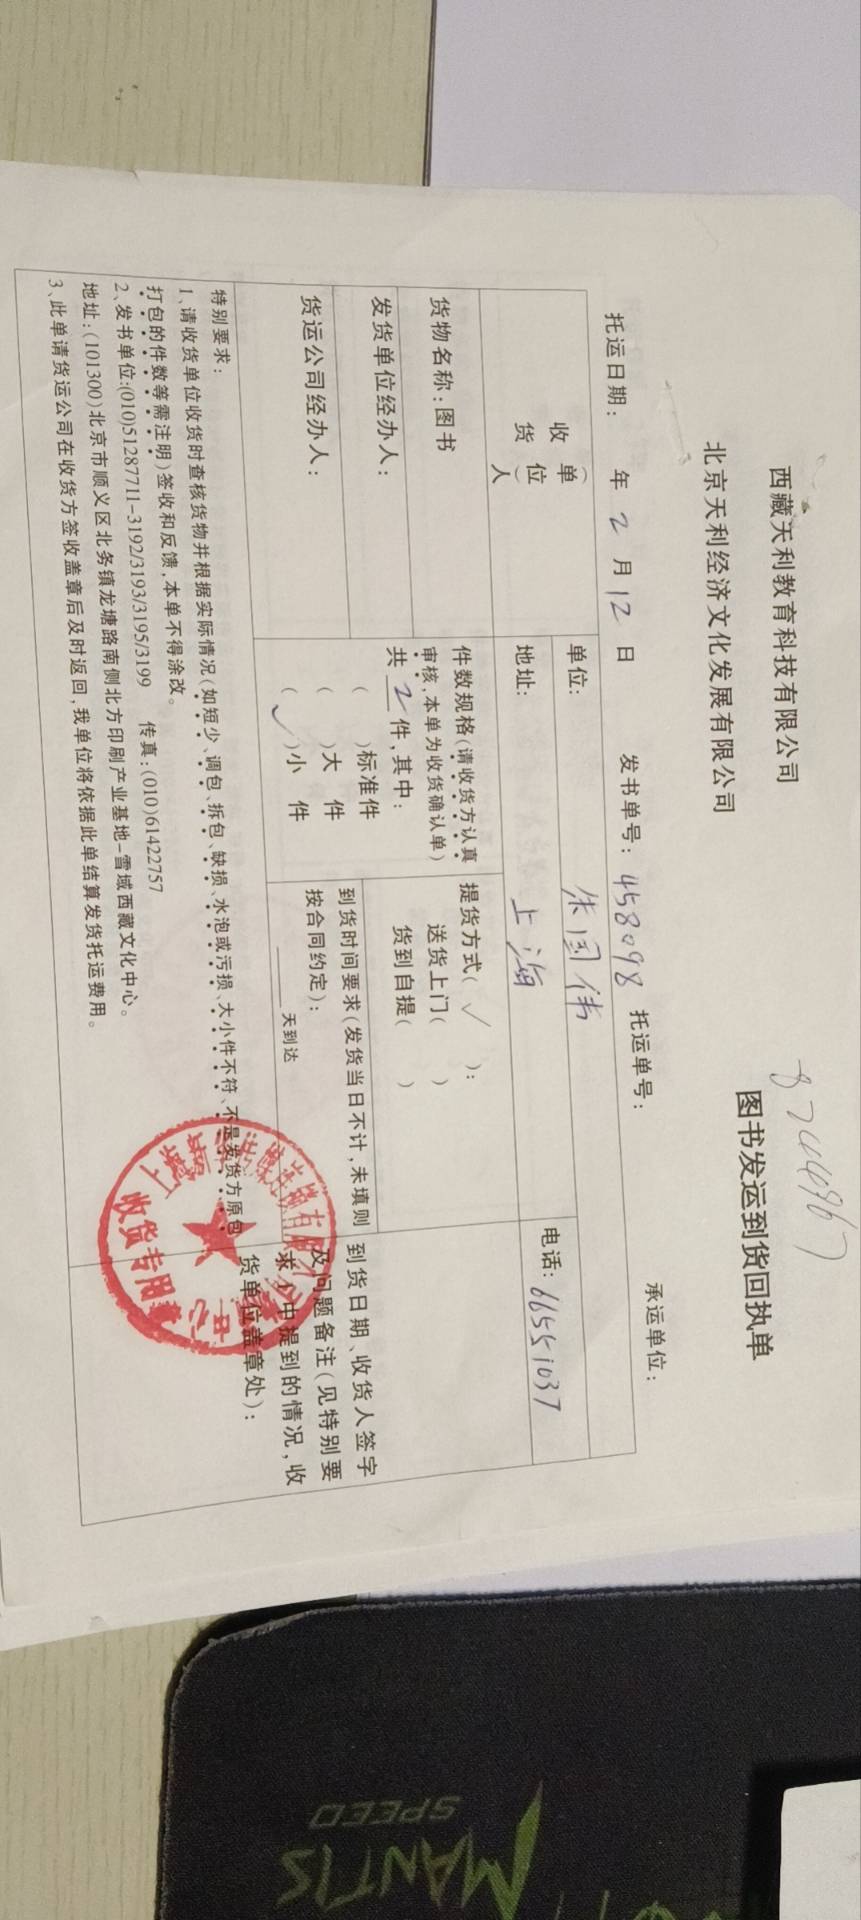 8744967
西藏天利教育科技有限公司
北京天利经济文化发展有限公司
图书发运到货回执单
托运日期: 年 2 月 12 日 发书单号: 458098 托运单号: 承运单位:
收货
单位(人)
单位: 朱国伟
电话: 66551037
地址: 上海
货物名称:图书
件数规格(请收货方认真
审核,本单为收货确认单)
共 2 件,其中:
( )标准件
( )大 件
(✓)小 件
提货方式( ✓ ):
送货上门( )
货到自提( )
发货单位经办人:
货运公司经办人:
到货时间要求(发货当日不计,未填则
按合同约定):
天到达
到货日期、收货人签字
及问题备注(见特别要
求1中提到的情况,收
货单位盖章处):
特别要求:
1、请收货单位收货时查核货物并根据实际情况(如短少、调包、拆包、缺损、水泡或污损、大小件不符、不是发货方原包
打包的件数等需注明)签收和反馈,本单不得涂改。
2、发书单位:(010)51287711-3192/3193/3195/3199 传真:(010)61422757
地址:(101300)北京市顺义区北务镇龙塘路南侧北方印刷产业基地-雪域西藏文化中心。
3、此单请货运公司在收货方签收盖章后及时返回,我单位将依据此单结算发货托运费用。
收货专用章
MANTIS
SPEED